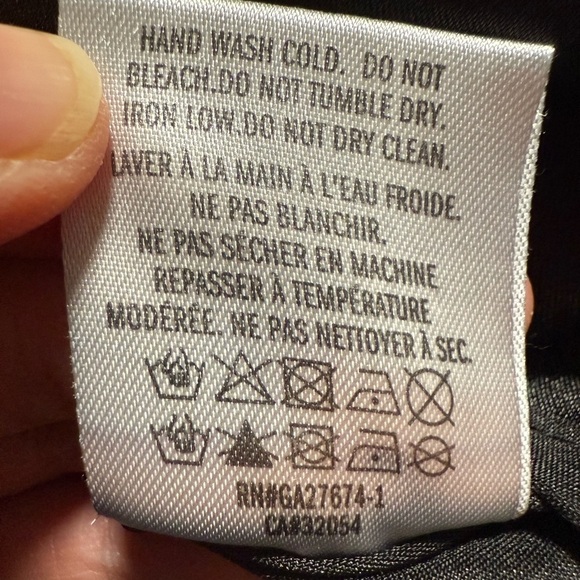 HAND WASH COLD. DO NOT
BLEACH.DO NOT TUMBLE DRY.
IRON LOW.DO NOT DRY CLEAN.
LAVER À LA MAIN À L'EAU FROIDE.
NE PAS BLANCHIR.
NE PAS SÉCHER EN MACHINE
REPASSER À TEMPÉRATURE
MODÉRÉE. NE PAS NETTOYER À SEC.
RN#GA27674-1
CA#32054